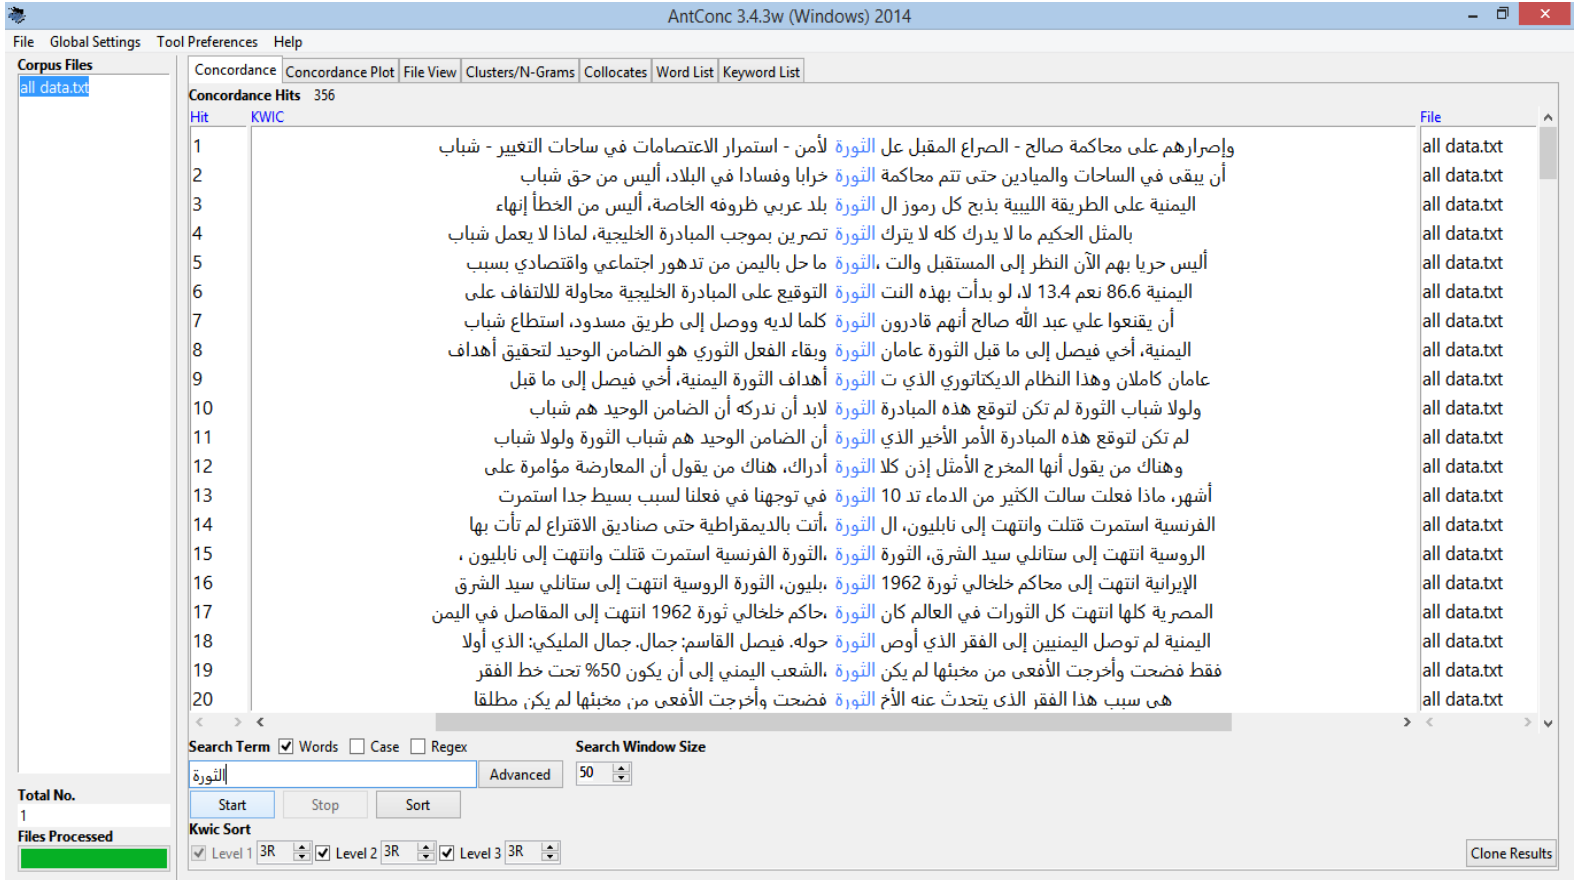 AntConc 3.4.3w (Windows) 2014
File Global Settings Tool Preferences Help
Corpus Files
all data.txt
Concordance Concordance Plot File View Clusters/N-Grams Collocates Word List Keyword List
Concordance Hits 356
Hit KWIC File
1 وإصرارهم على محاكمة صالح - الصراع المقبل عل الثورة لأمن - استمرار الاعتصامات في ساحات التغيير - شباب all data.txt
2 أن يبقى في الساحات والميادين حتى تتم محاكمة الثورة خرابا وفسادا في البلاد، أليس من حق شباب all data.txt
3 اليمنية على الطريقة الليبية بذبح كل رموز ال الثورة بلد عربي ظروفه الخاصة، أليس من الخطأ إنهاء all data.txt
4 بالمثل الحكيم ما لا يدرك كله لا يترك الثورة تصرين بموجب المبادرة الخليجية، لماذا لا يعمل شباب all data.txt
5 أليس حريا بهم الآن النظر إلى المستقبل والت ،الثورة ما حل باليمن من تدهور اجتماعي واقتصادي بسبب all data.txt
6 اليمنية 86.6 نعم 13.4 لا، لو بدأت بهذه النت الثورة التوقيع على المبادرة الخليجية محاولة للالتفاف على all data.txt
7 أن يقنعوا علي عبد الله صالح أنهم قادرون الثورة كلما لديه ووصل إلى طريق مسدود، استطاع شباب all data.txt
8 اليمنية، أخي فيصل إلى ما قبل الثورة عامان الثورة وبقاء الفعل الثوري هو الضامن الوحيد لتحقيق أهداف all data.txt
9 عامان كاملان وهذا النظام الديكتاتوري الذي ت الثورة أهداف الثورة اليمنية، أخي فيصل إلى ما قبل all data.txt
10 ولولا شباب الثورة لم تكن لتوقع هذه المبادرة الثورة لابد أن ندركه أن الضامن الوحيد هم شباب all data.txt
11 لم تكن لتوقع هذه المبادرة الأمر الأخير الذي الثورة أن الضامن الوحيد هم شباب الثورة ولولا شباب all data.txt
12 وهناك من يقول أنها المخرج الأمثل إذن كلا الثورة أدراك، هناك من يقول أن المعارضة مؤامرة على all data.txt
13 أشهر، ماذا فعلت سالت الكثير من الدماء تد 10 الثورة في توجهنا في فعلنا لسبب بسيط جدا استمرت all data.txt
14 الفرنسية استمرت قتلت وانتهت إلى نابليون، ال الثورة ،أتت بالديمقراطية حتى صناديق الاقتراع لم تأت بها all data.txt
15 الروسية انتهت إلى ستانلي سيد الشرق، الثورة الثورة ،الثورة الفرنسية استمرت قتلت وانتهت إلى نابليون ، all data.txt
16 الإيرانية انتهت إلى محاكم خلخالي ثورة 1962 الثورة ،بليون، الثورة الروسية انتهت إلى ستانلي سيد الشرق all data.txt
17 المصرية كلها انتهت كل الثورات في العالم كان الثورة ،حاكم خلخالي ثورة 1962 انتهت إلى المقاصل في اليمن all data.txt
18 اليمنية لم توصل اليمنيين إلى الفقر الذي أوص الثورة حوله. فيصل القاسم: جمال. جمال المليكي: الذي أولا all data.txt
19 فقط فضحت وأخرجت الأفعى من مخبئها لم يكن الثورة ،الشعب اليمني إلى أن يكون 50% تحت خط الفقر all data.txt
20 هي سبب هذا الفقر الذي يتحدث عنه الأخ الثورة فضحت وأخرجت الأفعى من مخبئها لم يكن مطلقا all data.txt
Search Term Words Case Regex Search Window Size
الثورة Advanced 50
Start Stop Sort
Kwic Sort
Level 1 3R Level 2 3R Level 3 3R
Total No.
1
Files Processed
Clone Results